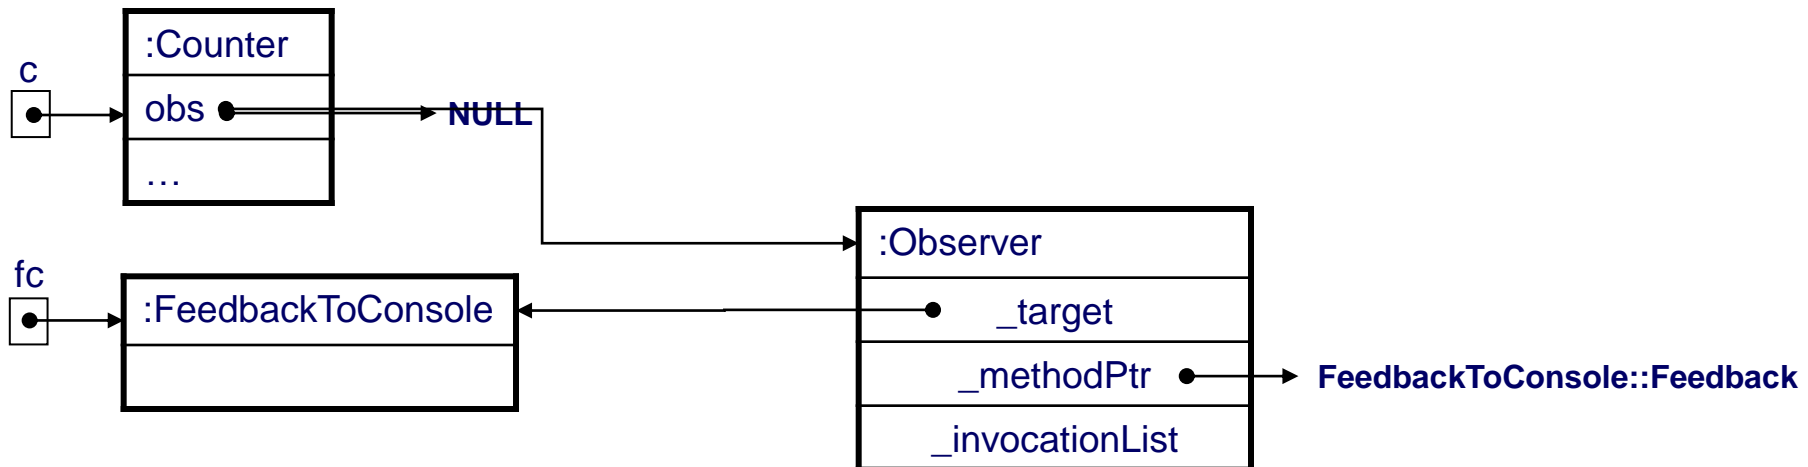 :Counter
c
obs
NULL
…
:Observer
fc
:FeedbackToConsole
_target
_methodPtr
FeedbackToConsole::Feedback
_invocationList